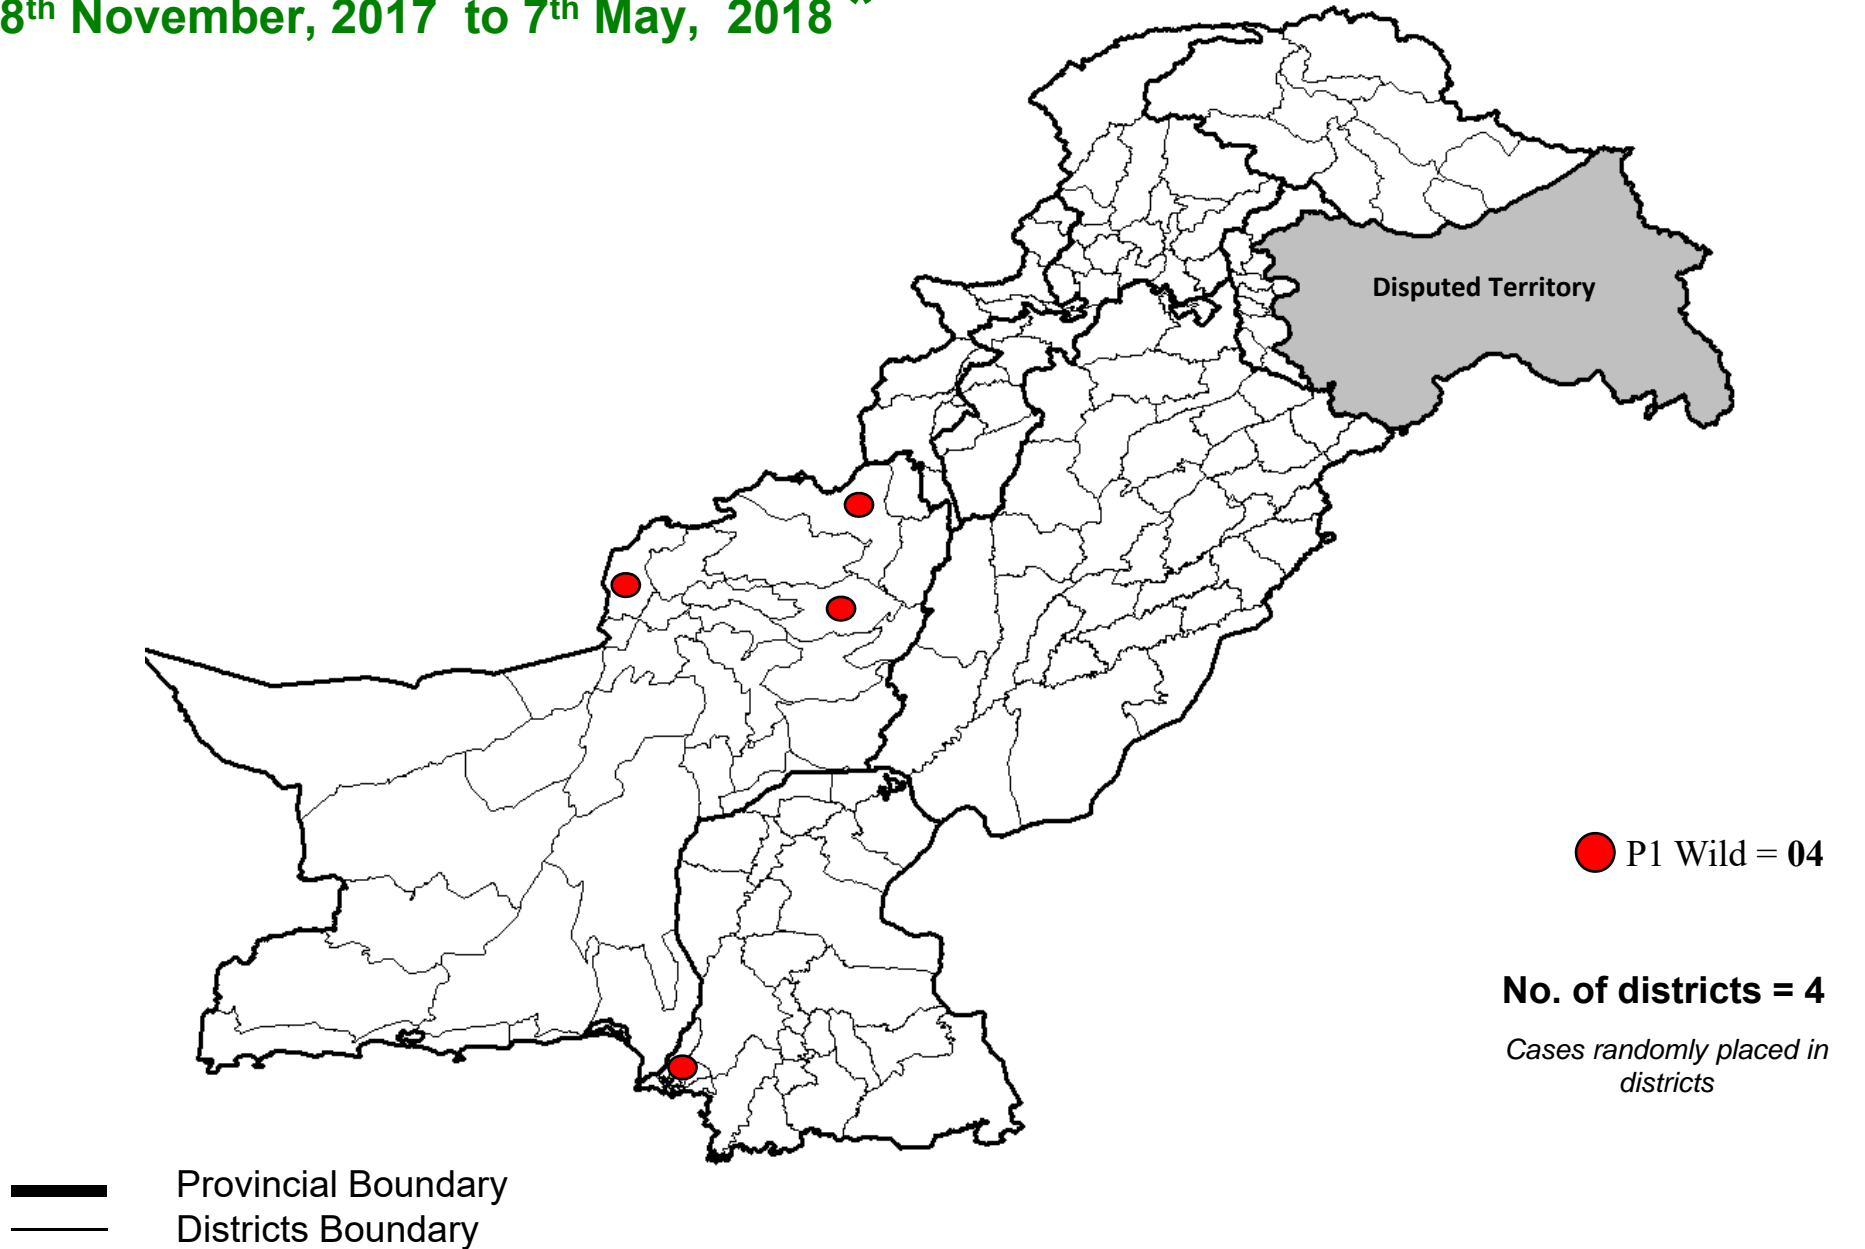 8th November, 2017 to 7th May, 2018 *
Disputed Territory
P1 Wild = 04
No. of districts = 4
Cases randomly placed in
districts
Provincial Boundary
Districts Boundary